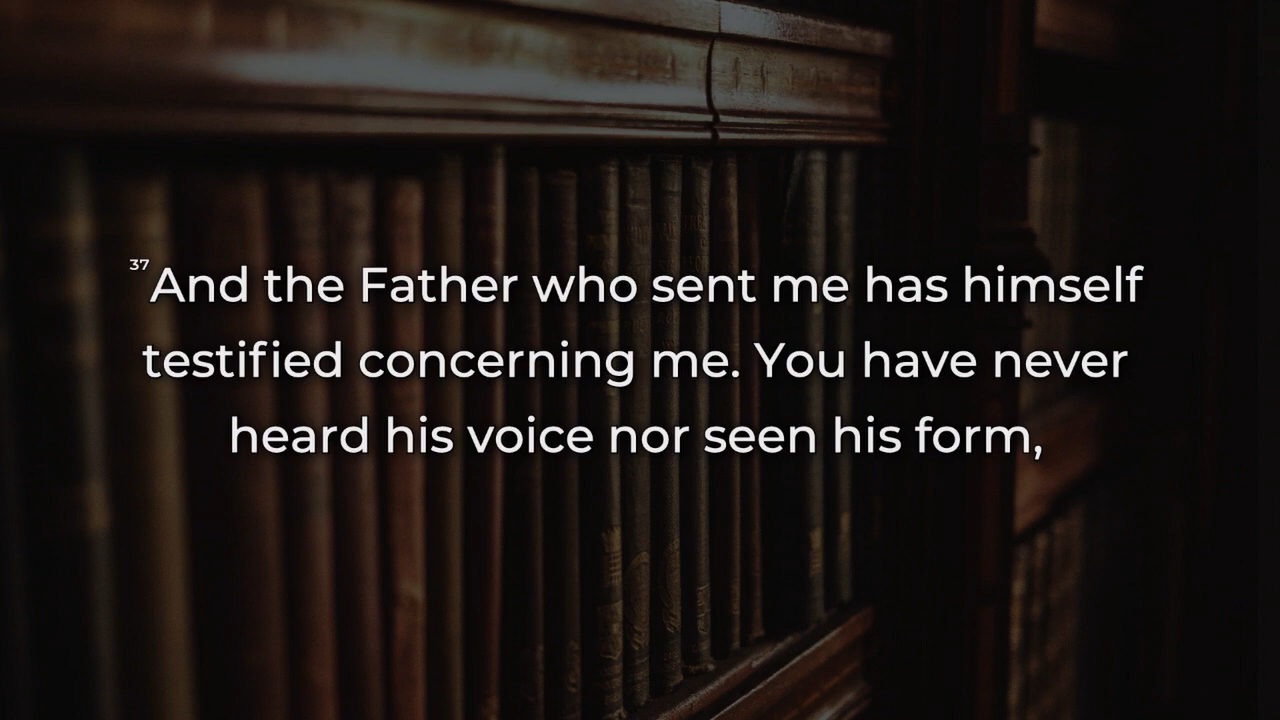 37And the Father who sent me has himself
testified concerning me. You have never
heard his voice nor seen his form,